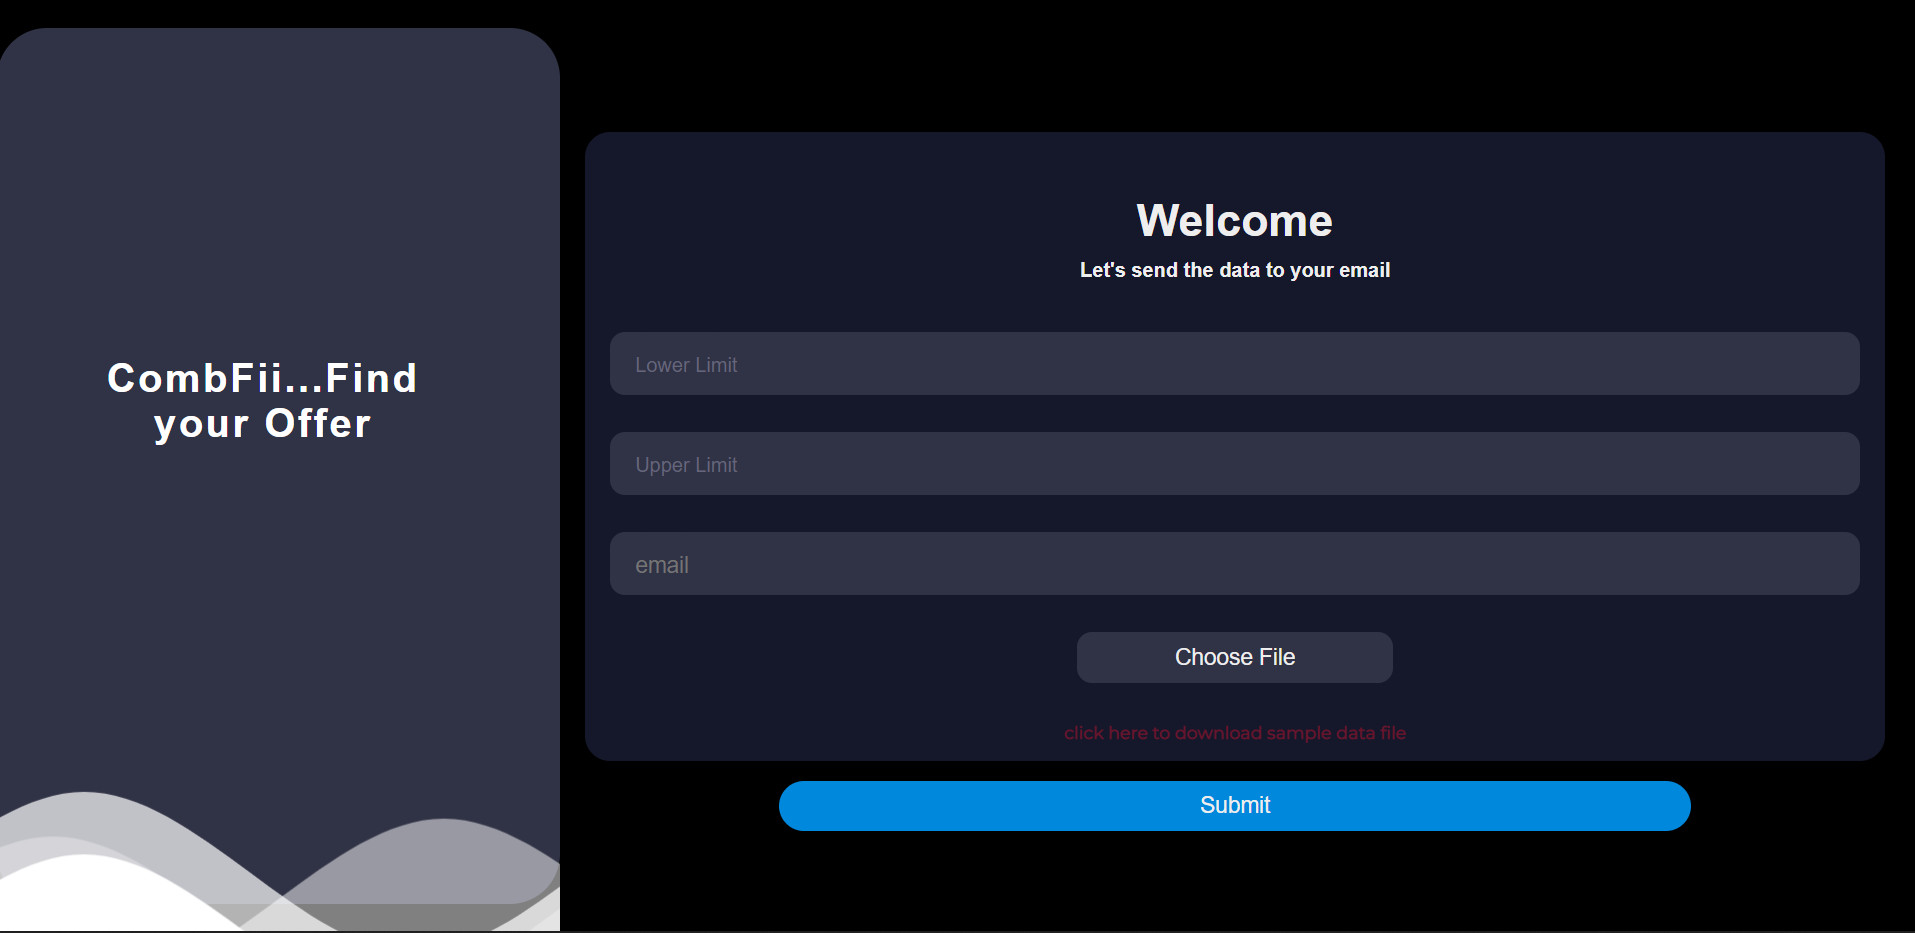 CombFii...Find
your Offer
Welcome
Let's send the data to your email
Lower Limit
Upper Limit
email
Choose File
click here to download sample data file
Submit